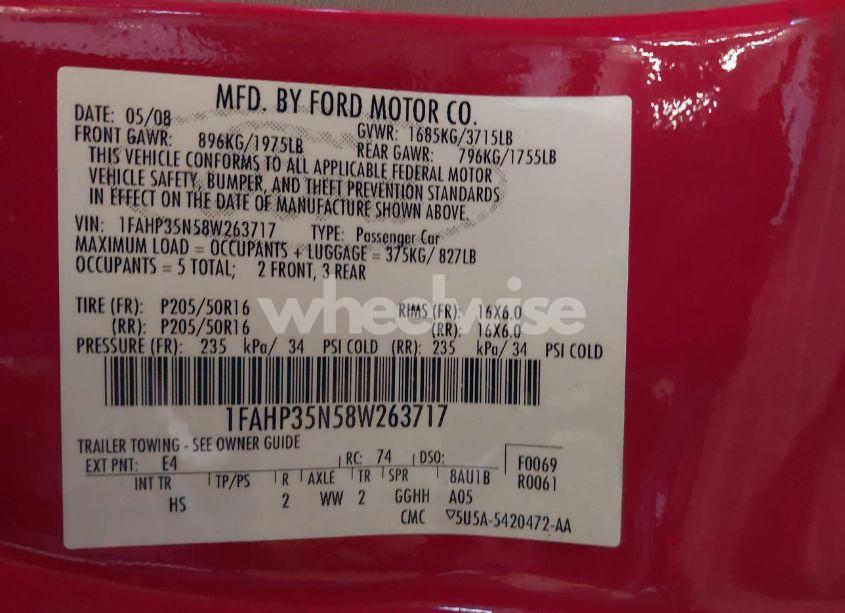 MFD. BY FORD MOTOR CO.
DATE: 05/08 GVWR: 1685KG/3715LB
FRONT GAWR: 896KG/1975LB REAR GAWR: 796KG/1755LB
THIS VEHICLE CONFORMS TO ALL APPLICABLE FEDERAL MOTOR
VEHICLE SAFETY, BUMPER, AND THEFT PREVENTION STANDARDS
IN EFFECT ON THE DATE OF MANUFACTURE SHOWN ABOVE.
VIN: 1FAHP35N58W263717 TYPE: Passenger Car
MAXIMUM LOAD = OCCUPANTS + LUGGAGE = 375KG/827LB
OCCUPANTS = 5 TOTAL; 2 FRONT, 3 REAR
wheelwise
TIRE (FR): P205/50R16 RIMS (FR): 16X6.0
(RR): P205/50R16 (RR): 16X6.0
PRESSURE (FR): 235 kPa/ 34 PSI COLD (RR): 235 kPa/ 34 PSI COLD
1FAHP35N58W263717
TRAILER TOWING - SEE OWNER GUIDE
EXT PNT: E4 RC: 74 DSO: F0069
INT TR TP/PS R AXLE TR SPR 8AU1B R0061
HS 2 WW 2 GGHH A05
CMC ▽5U5A-5420472-AA